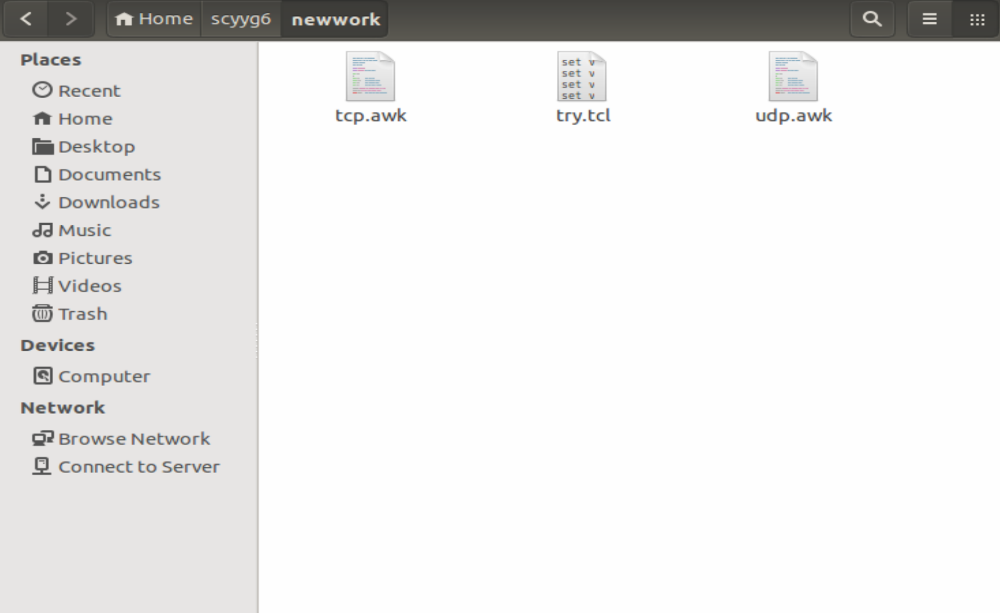 Home scyyg6 newwork
Places
Recent
Home
Desktop
Documents
Downloads
Music
Pictures
Videos
Trash
Devices
Computer
Network
Browse Network
Connect to Server
set v
set v
set v
set v
tcp.awk try.tcl udp.awk